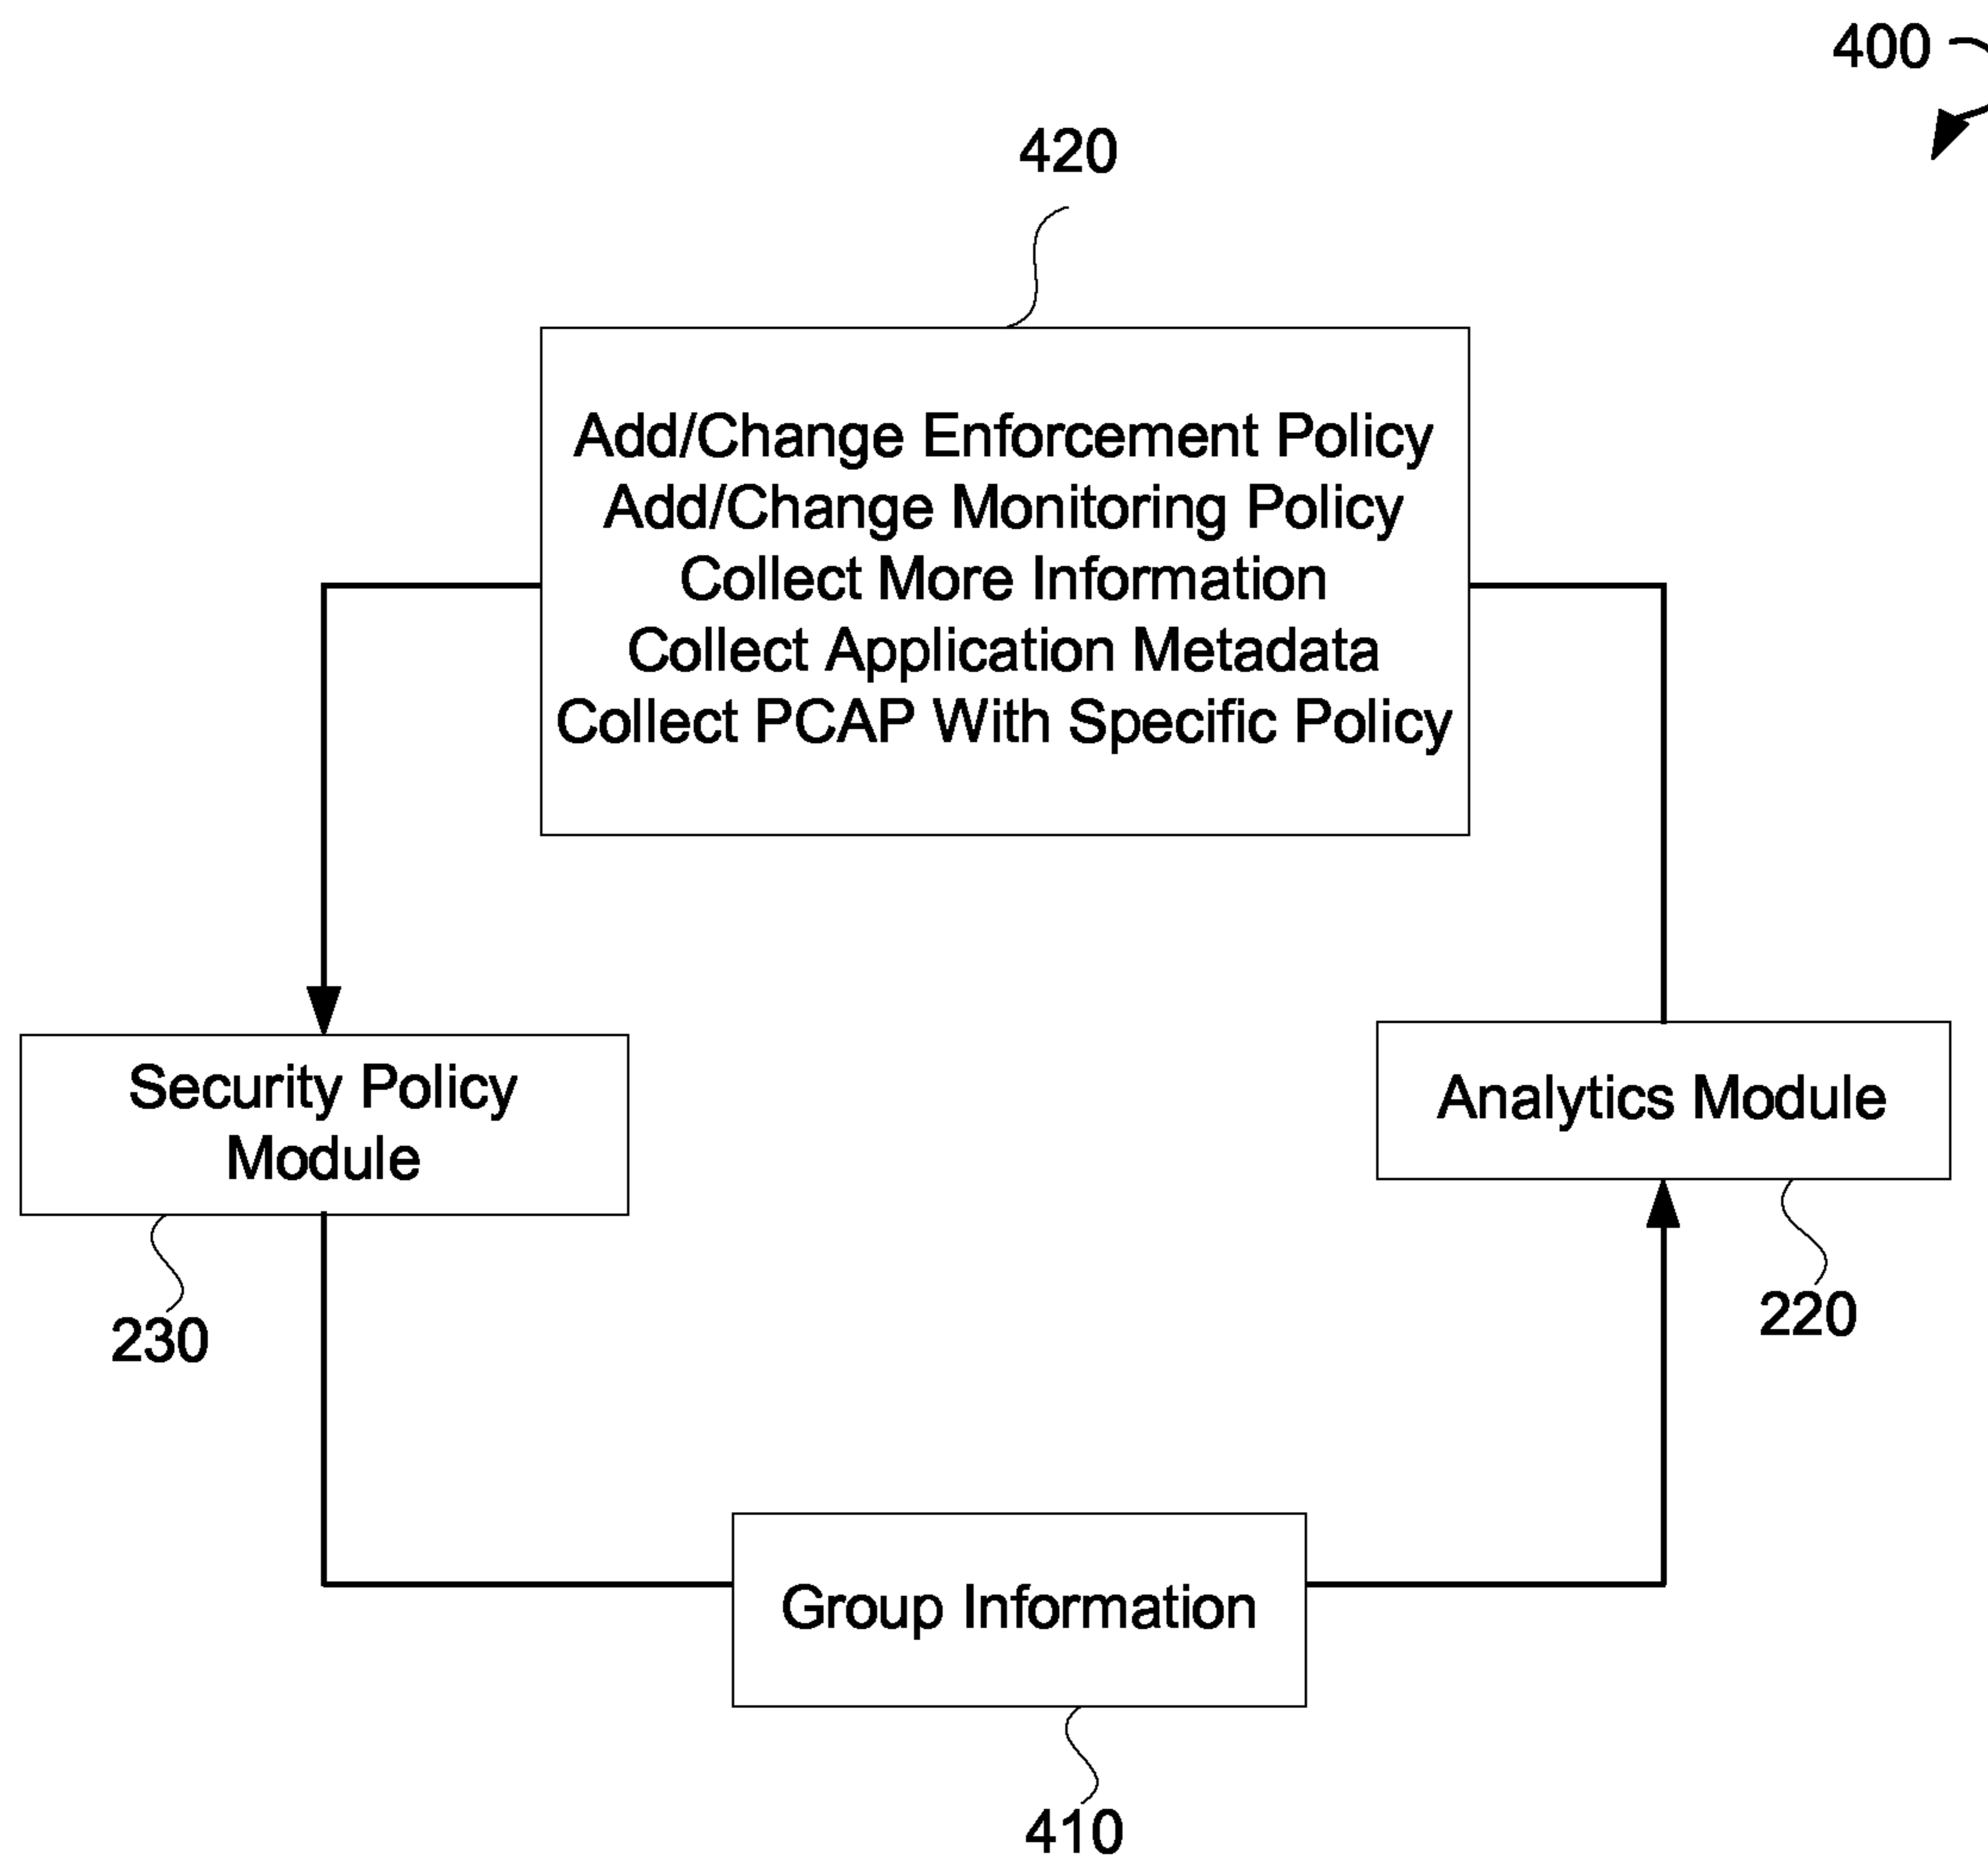 400
420
Add/Change Enforcement Policy
Add/Change Monitoring Policy
Collect More Information
Collect Application Metadata
Collect PCAP With Specific Policy
Security Policy
Module
Analytics Module
230
220
Group Information
410